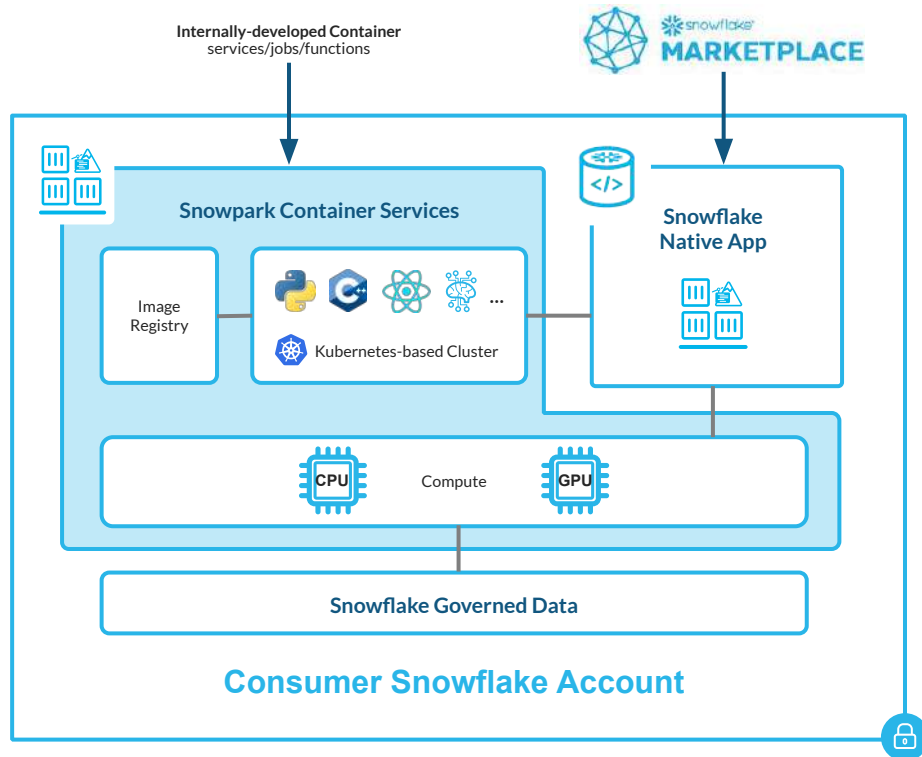 Internally-developed Container
services/jobs/functions
snowflake
MARKETPLACE
Snowpark Container Services
</>
Snowflake
Native App
Image
Registry
C++
...
Kubernetes-based Cluster
CPU
Compute
GPU
Snowflake Governed Data
Consumer Snowflake Account